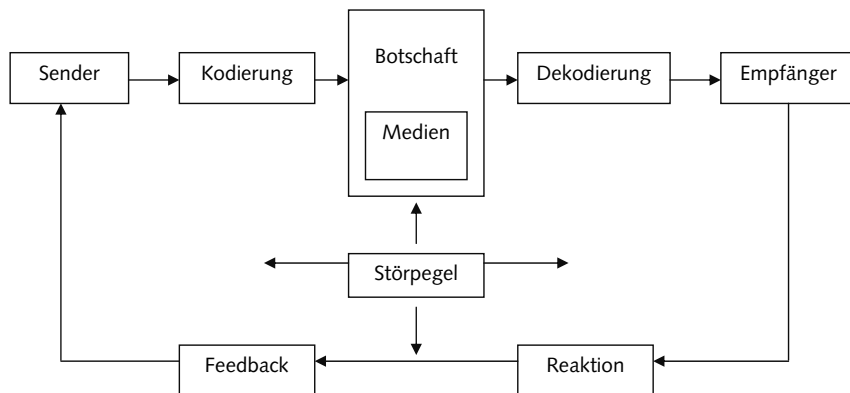 Sender
Kodierung
Botschaft
Medien
Dekodierung
Empfänger
Störpegel
Feedback
Reaktion